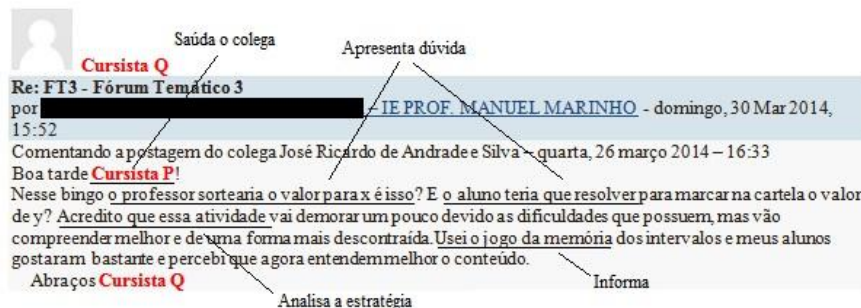 Saúda o colega
Apresenta dúvida
Cursista Q
Re: FT3 - Fórum Temático 3
por – IE PROF. MANUEL MARINHO - domingo, 30 Mar 2014,
15:52
Comentando a postagem do colega José Ricardo de Andrade e Silva – quarta, 26 março 2014 – 16:33
Boa tarde Cursista P!
Nesse bingo o professor sortearia o valor para x é isso? E o aluno teria que resolver para marcar na cartela o valor
de y? Acredito que essa atividade vai demorar um pouco devido as dificuldades que possuem, mas vão
compreender melhor e de uma forma mais descontraída. Usei o jogo da memória dos intervalos e meus alunos
gostaram bastante e percebi que agora entendem melhor o conteúdo.
Abraços Cursista Q
Informa
Analisa a estratégia